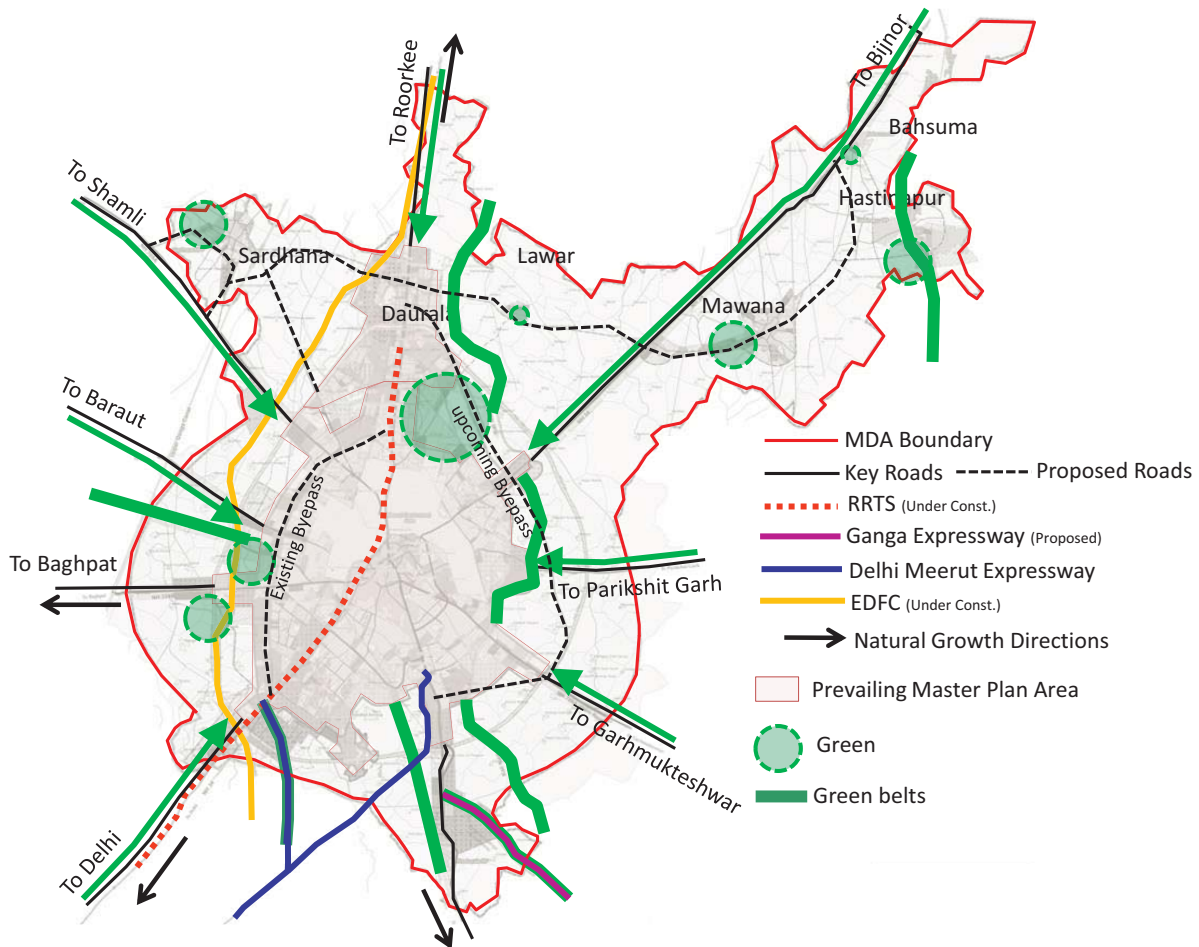 To Bijnor
To Roorkee
Bahsuma
To Shamli
Hastinapur
Sardhana
Lawar
Daurala
Mawana
To Baraut
upcoming Byepass
Existing Byepass
To Baghpat
To Parikshit Garh
To Garhmukteshwar
To Delhi
MDA Boundary
Key Roads
Proposed Roads
RRTS (Under Const.)
Ganga Expressway (Proposed)
Delhi Meerut Expressway
EDFC (Under Const.)
Natural Growth Directions
Prevailing Master Plan Area
Green
Green belts